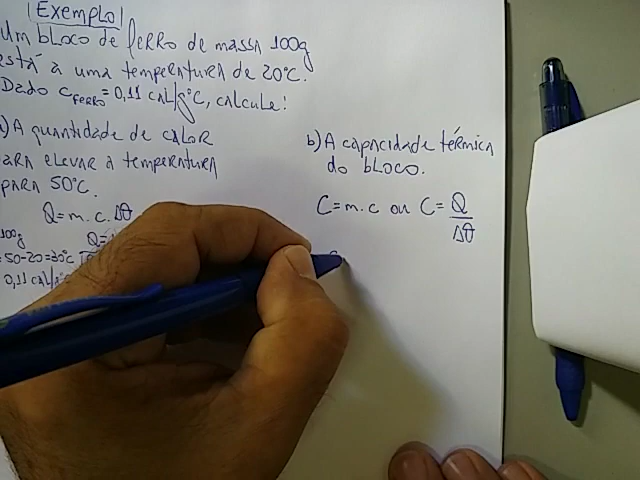 Exemplo
Um bloco de ferro de massa 100g
está a uma temperatura de 20°C.
Dado c_ferro = 0,11 cal/g°C, calcule:
a) A quantidade de calor
para elevar a temperatura
para 50°C.
Q = m. c. Δθ
100g
Q=
= 50-20=30°C
0,11 cal/
b) A capacidade térmica
do bloco.
C = m. c ou C = Q/Δθ